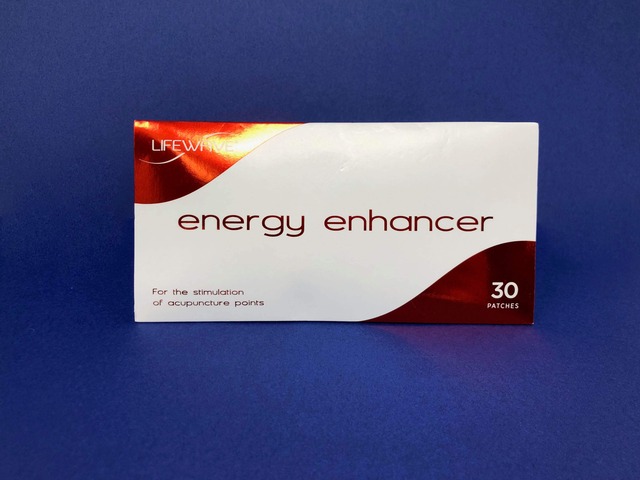 LIFEWAVE
energy enhancer
For the stimulation
of acupuncture points
30
PATCHES